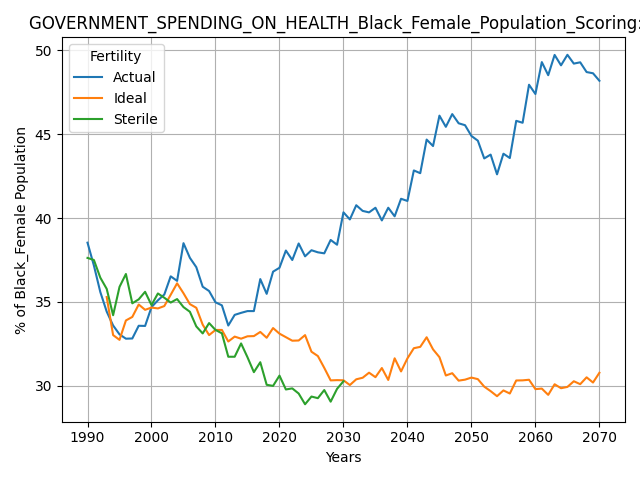 GOVERNMENT_SPENDING_ON_HEALTH_Black_Female_Population_Scoring:
Fertility
Actual
Ideal
Sterile
% of Black_Female Population
50
45
40
35
30
1990 2000 2010 2020 2030 2040 2050 2060 2070
Years